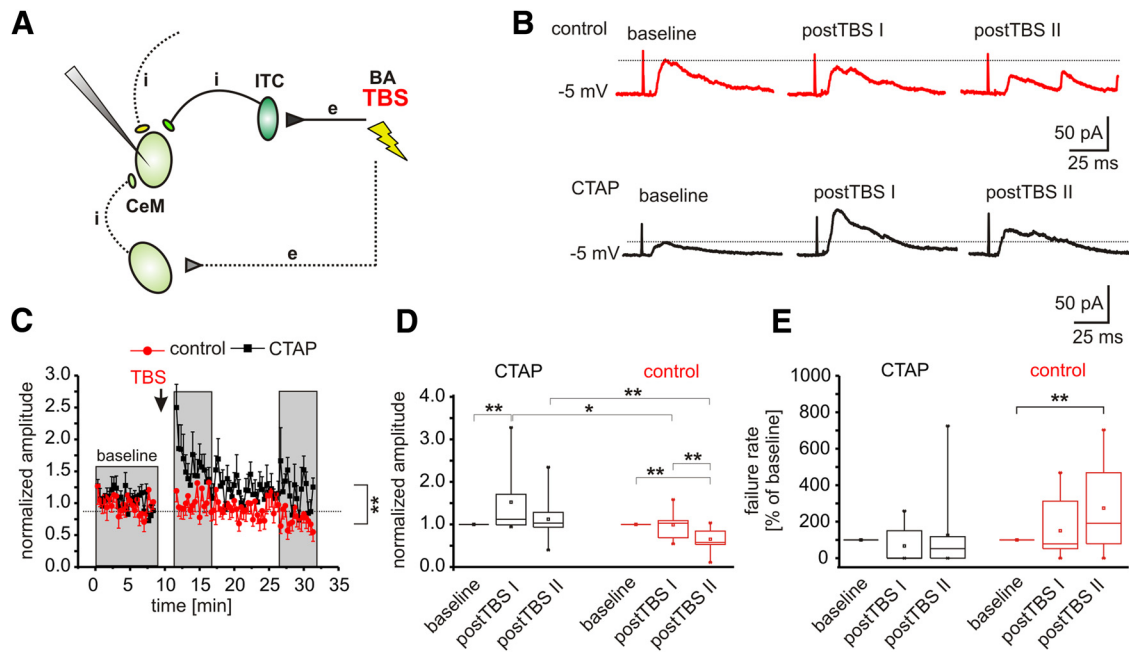 A
i
i
ITC
BA
TBS
e
CeM
i
e
B
control
baseline
postTBS I
postTBS II
-5 mV
50 pA
25 ms
CTAP
baseline
postTBS I
postTBS II
-5 mV
50 pA
25 ms
C
control
CTAP
TBS
normalized amplitude
3.0
2.5
2.0
1.5
1.0
0.5
0.0
baseline
**
0 5 10 15 20 25 30 35
time [min]
D
CTAP
control
normalized amplitude
4.0
3.0
2.0
1.0
0.0
**
*
**
**
**
baseline
postTBS I
postTBS II
baseline
postTBS I
postTBS II
E
CTAP
control
failure rate
[% of baseline]
1000
800
600
400
200
100
0
**
baseline
postTBS I
postTBS II
baseline
postTBS I
postTBS II